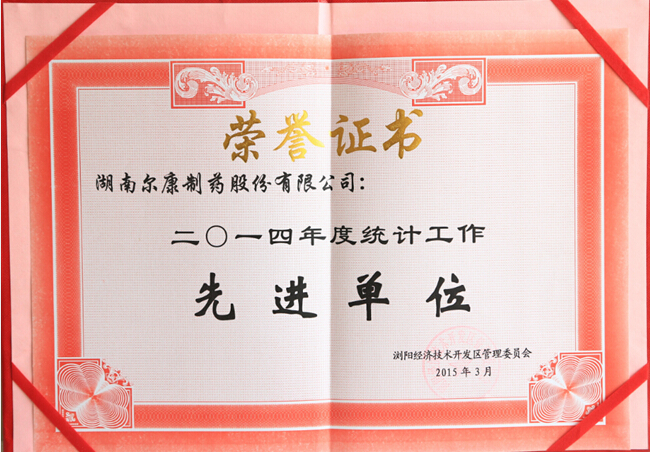 荣誉证书
湖南尔康制药股份有限公司：
二〇一四年度统计工作
先进单位
浏阳经济技术开发区管理委员会
2015年3月